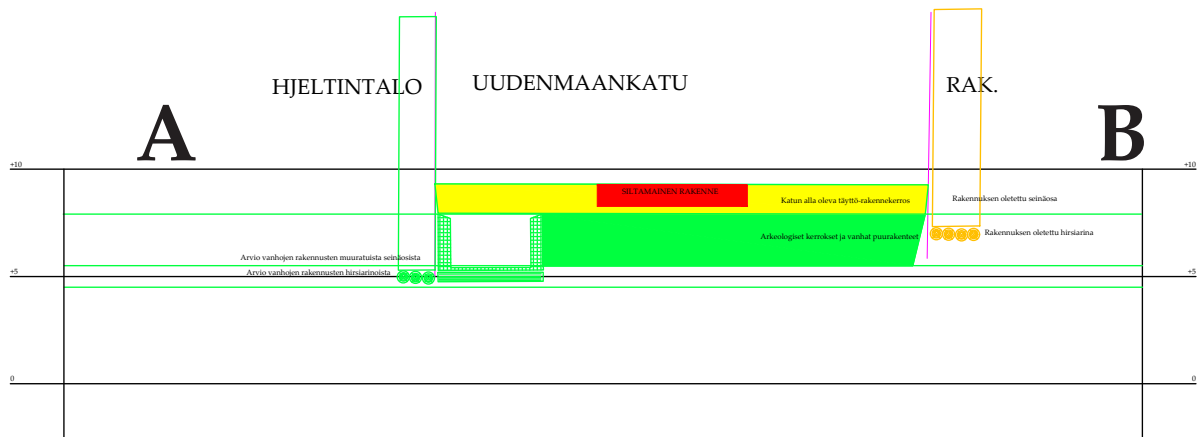 HJELTINTALO
UUDENMAANKATU
RAK.
A
B
+10
+10
SILTAMAINEN RAKENNE
Katun alla oleva täyttö-rakennekerros
Rakennuksen oletettu seinäosa
Arkeologiset kerrokset ja vanhat puurakenteet
Rakennuksen oletettu hirsiarina
Arvio vanhojen rakennusten muuratuista seinäosista
Arvio vanhojen rakennusten hirsiarinoista
+5
+5
0
0